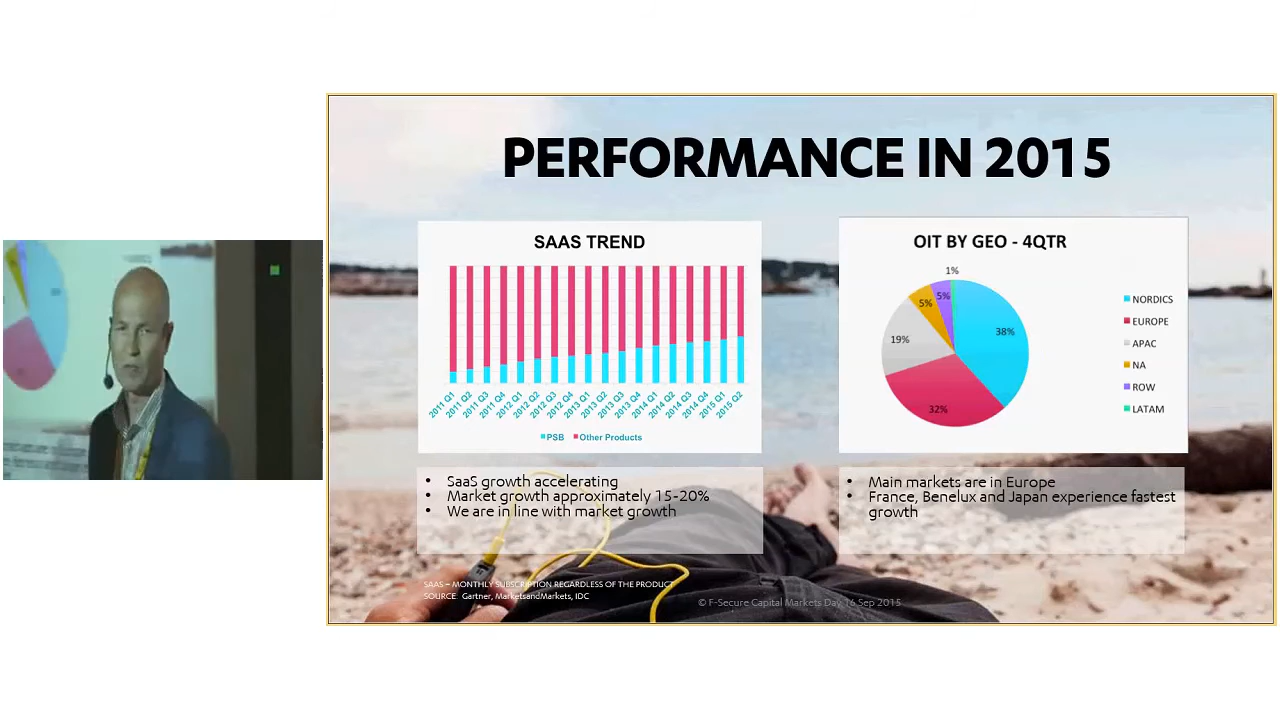 PERFORMANCE IN 2015
SAAS TREND
2011 Q1
2011 Q2
2011 Q3
2011 Q4
2012 Q1
2012 Q2
2012 Q3
2012 Q4
2013 Q1
2013 Q2
2013 Q3
2013 Q4
2014 Q1
2014 Q2
2014 Q3
2014 Q4
2015 Q1
2015 Q2
PSB Other Products
OIT BY GEO - 4QTR
1%
5%
5%
38%
19%
32%
NORDICS
EUROPE
APAC
NA
ROW
LATAM
• SaaS growth accelerating
• Market growth approximately 15-20%
• We are in line with market growth
• Main markets are in Europe
• France, Benelux and Japan experience fastest
growth
SAAS – MONTHLY SUBSCRIPTION REGARDLESS OF THE PRODUCT
SOURCE: Gartner, MarketsandMarkets, IDC
© F-Secure Capital Markets Day 16 Sep 2015